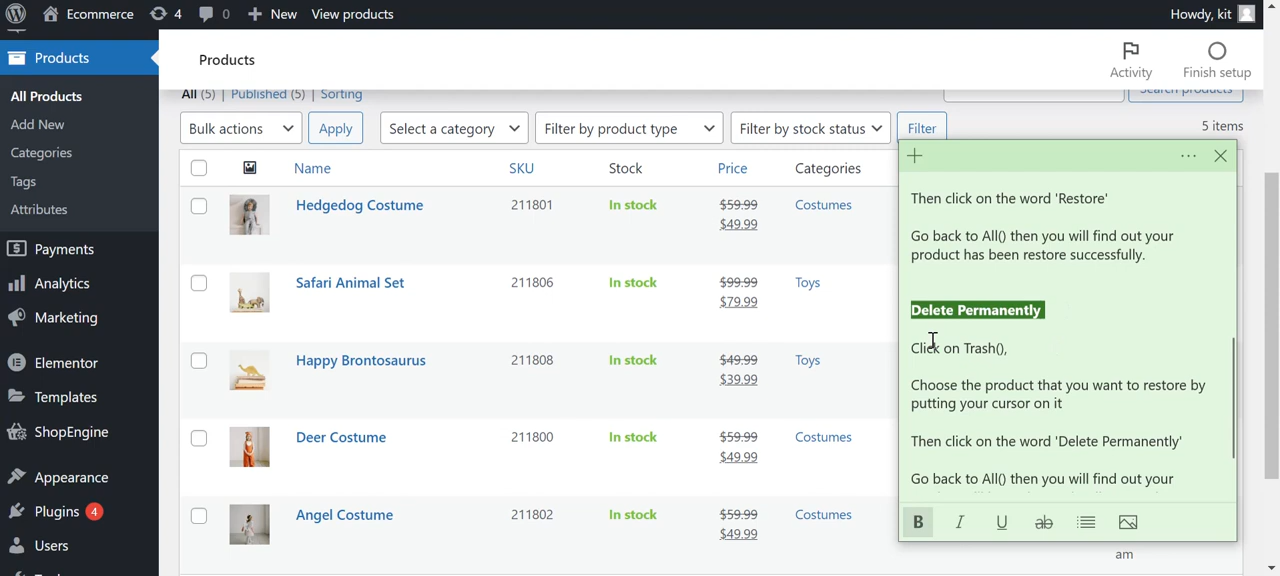 Ecommerce 4 0 New View products Howdy, kit
Products
All Products
Add New
Categories
Tags
Attributes
Payments
Analytics
Marketing
Elementor
Templates
ShopEngine
Appearance
Plugins 4
Users
Products
Activity
Finish setup
All (5) | Published (5) | Sorting
Search products
Bulk actions Apply Select a category Filter by product type Filter by stock status Filter 5 items
Name SKU Stock Price Categories
Hedgedog Costume 211801 In stock $59.99 Costumes
$49.99
Safari Animal Set 211806 In stock $99.99 Toys
$79.99
Happy Brontosaurus 211808 In stock $49.99 Toys
$39.99
Deer Costume 211800 In stock $59.99 Costumes
$49.99
Angel Costume 211802 In stock $59.99 Costumes
$49.99
Then click on the word 'Restore'
Go back to All() then you will find out your
product has been restore successfully.
Delete Permanently
Click on Trash(),
Choose the product that you want to restore by
putting your cursor on it
Then click on the word 'Delete Permanently'
Go back to All() then you will find out your
B I U ab
am